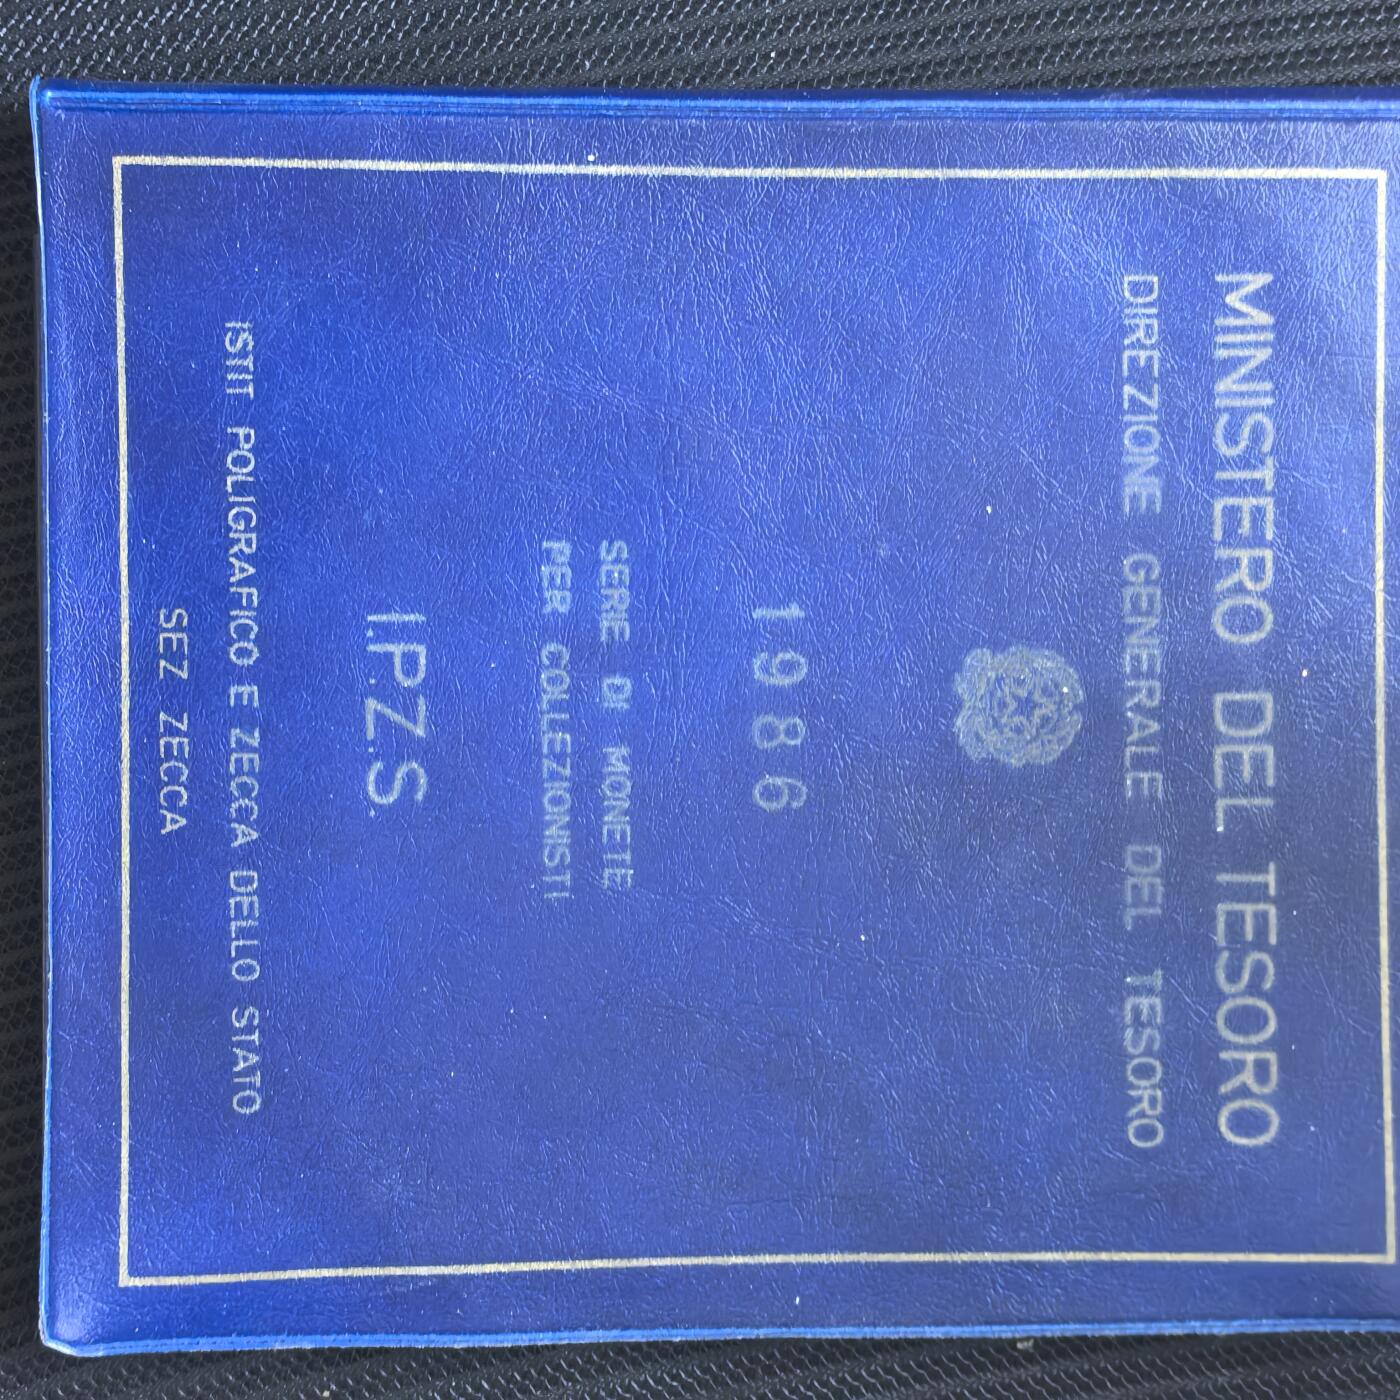 MINISTERO DEL TESORO
DIREZIONE GENERALE DEL TESORO
1986
SERIE DI MONETE
PER COLLEZIONISTI
I.P.Z.S.
ISTIT POLIGRAFICO E ZECCA DELLO STATO
SEZ ZECCA